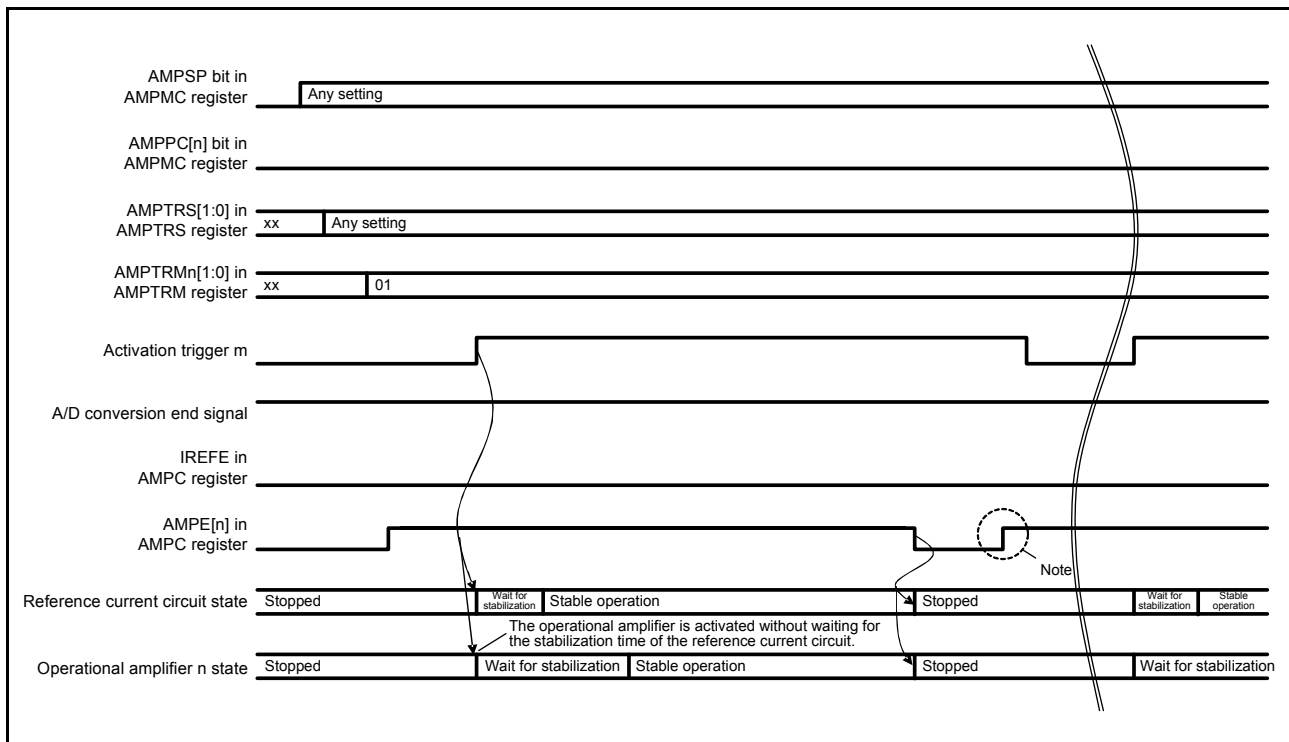 AMPSP bit in
AMPMC register
Any setting
AMPPC[n] bit in
AMPMC register
AMPTRS[1:0] in
AMPTRS register
xx
Any setting
AMPTRMn[1:0] in
AMPTRM register
xx
01
Activation trigger m
A/D conversion end signal
IREFE in
AMPC register
AMPE[n] in
AMPC register
Note
Reference current circuit state
Stopped
Wait for
stabilization
Stable operation
Stopped
Wait for
stabilization
Stable
operation
The operational amplifier is activated without waiting for
the stabilization time of the reference current circuit.
Operational amplifier n state
Stopped
Wait for stabilization
Stable operation
Stopped
Wait for stabilization